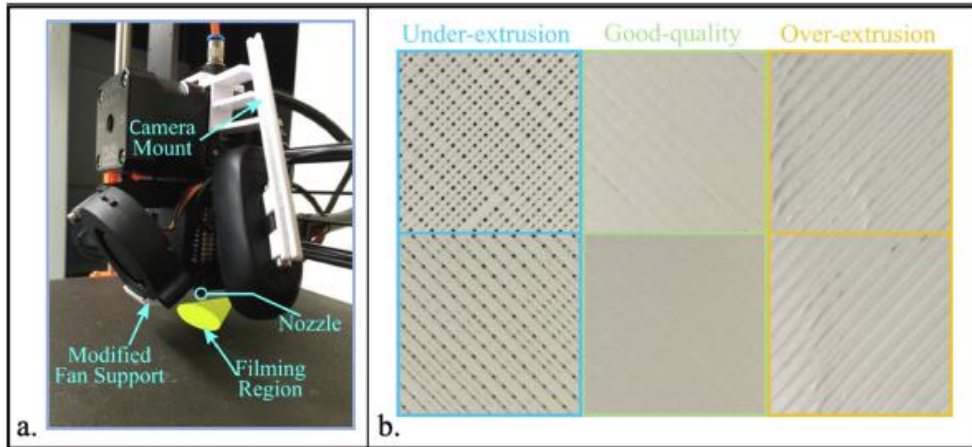 Camera
Mount
Nozzle
Modified
Fan Support
Filming
Region
a.
Under-extrusion
Good-quality
Over-extrusion
b.